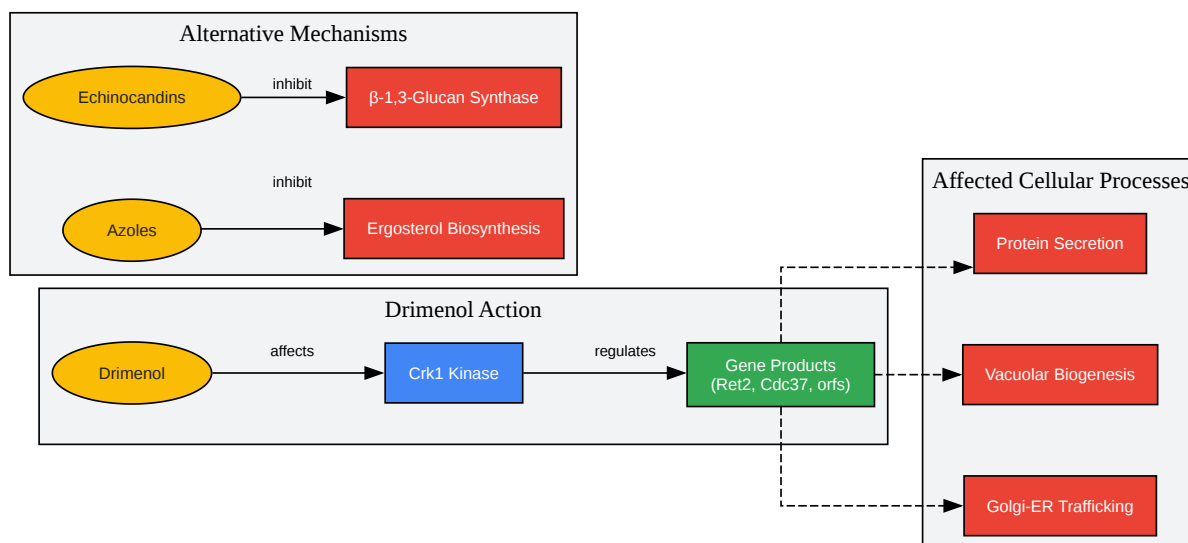 Alternative Mechanisms
Echinocandins
inhibit
β-1,3-Glucan Synthase
Azoles
inhibit
Ergosterol Biosynthesis
Drimenol Action
Drimenol
affects
Crk1 Kinase
regulates
Gene Products
(Ret2, Cdc37, orfs)
Affected Cellular Processes
Protein Secretion
Vacuolar Biogenesis
Golgi-ER Trafficking